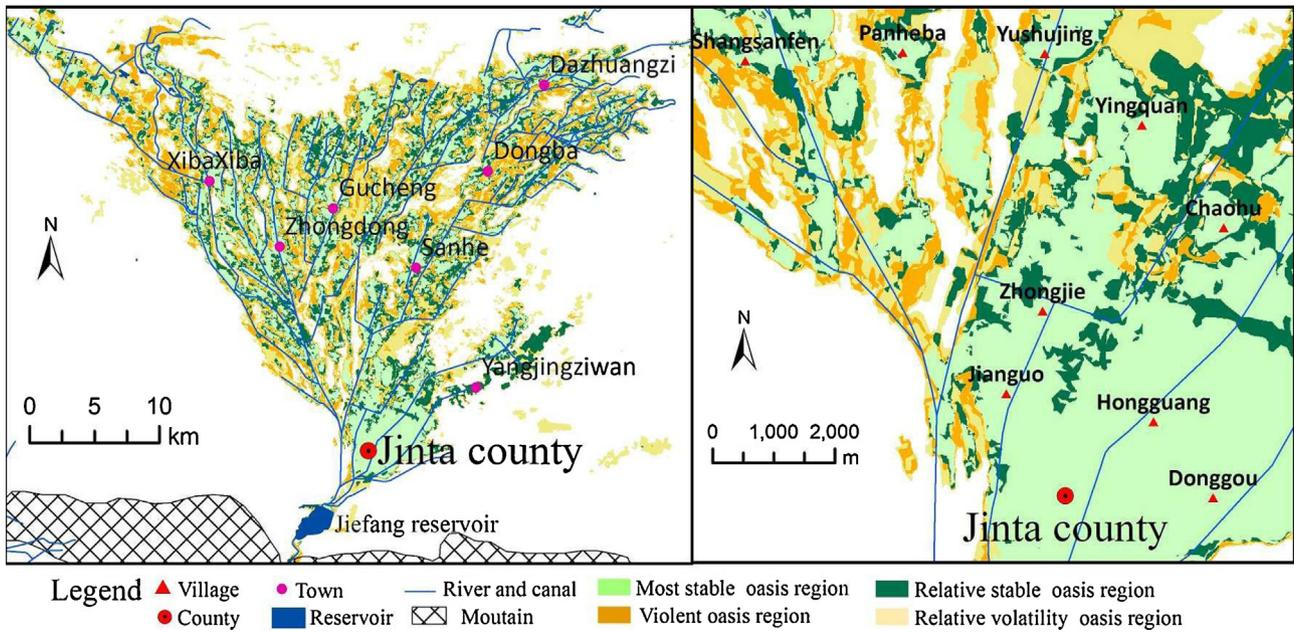 Dazhuangzi
XibaXiba
Dongba
Gucheng
Zhongdong
Sanhe
N
Yangjingziwan
0 5 10
km
Jinta county
Jiefang reservoir
Shangsanfen
Panheba
Yushujing
Yingquan
Chaohu
Zhongjie
N
Jianguo
Hongguang
0 1,000 2,000
m
Donggou
Jinta county
Legend Village Town River and canal Most stable oasis region Relative stable oasis region
County Reservoir Moutain Violent oasis region Relative volatility oasis region